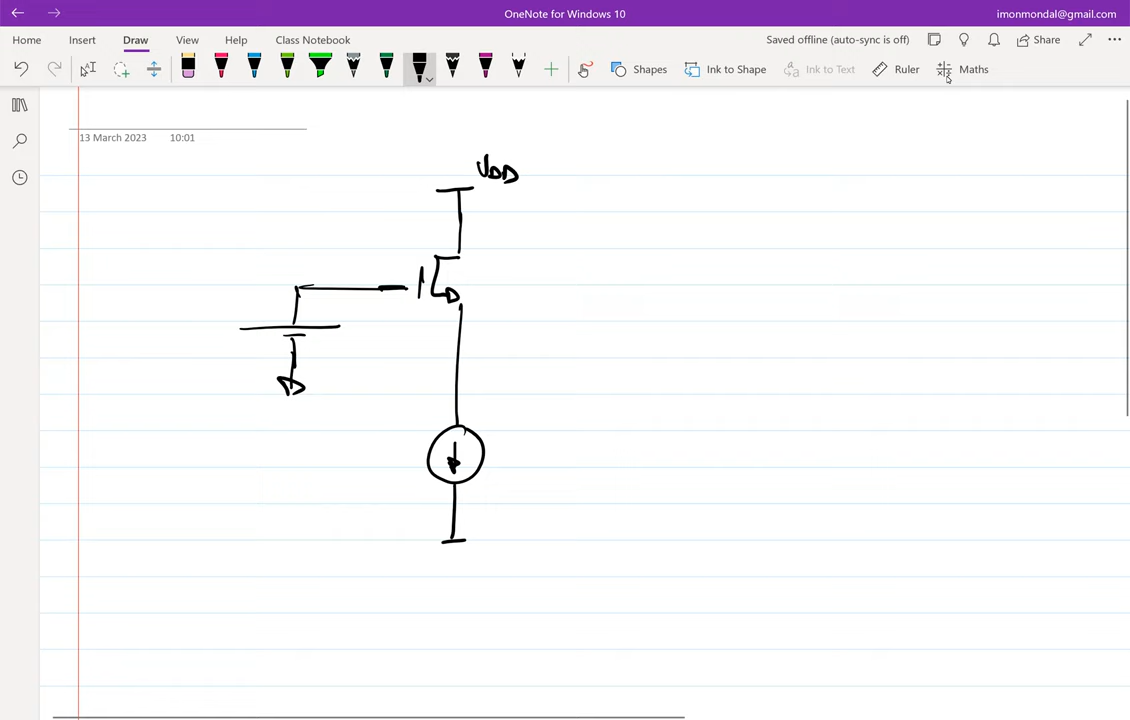 OneNote for Windows 10
imonmondal@gmail.com
Home Insert Draw View Help Class Notebook
Saved offline (auto-sync is off)
Share
Shapes
Ink to Shape
Ink to Text
Ruler
Maths
13 March 2023 10:01
VDD